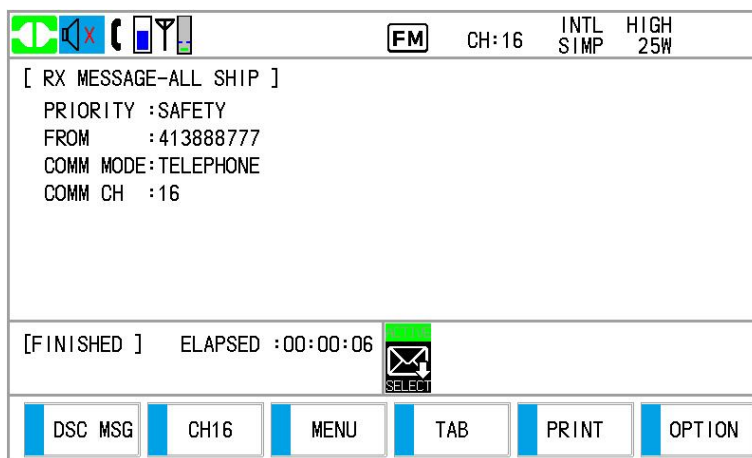 FM CH:16 INTL HIGH
SIMP 25W
[ RX MESSAGE-ALL SHIP ]
PRIORITY :SAFETY
FROM :413888777
COMM MODE:TELEPHONE
COMM CH :16
[FINISHED ] ELAPSED :00:00:06
SELECT
DSC MSG CH16 MENU TAB PRINT OPTION